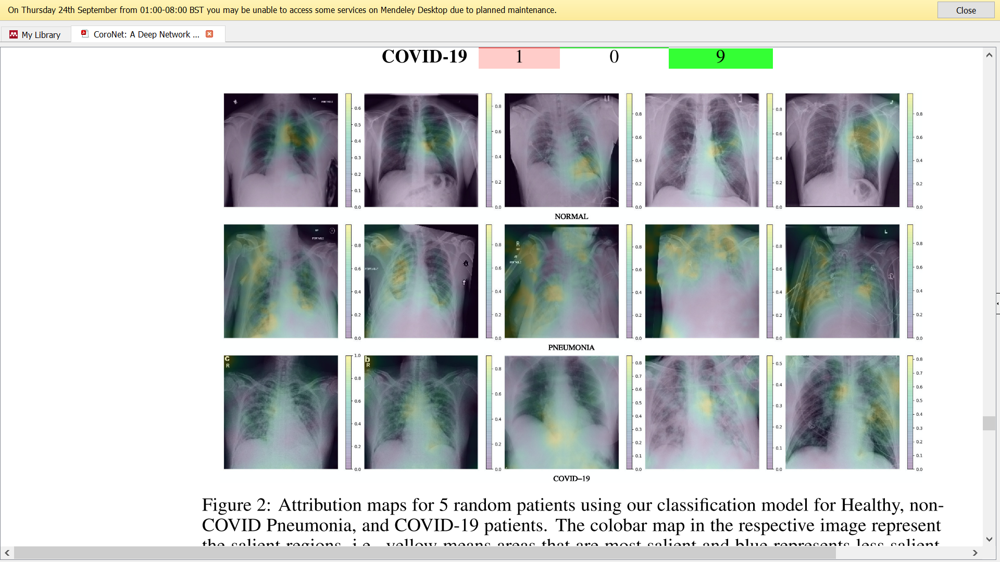 On Thursday 24th September from 01:00-08:00 BST you may be unable to access some services on Mendeley Desktop due to planned maintenance.
Close
My Library
CoroNet: A Deep Network ...
COVID-19 1 0 9
0.6 0.8 0.8 0.8 0.8
0.5 0.6 0.6 0.6 0.6
0.4 0.4 0.4 0.4 0.4
0.3 0.2 0.2 0.2 0.2
0.2 0.0 0.0 0.0 0.0
0.1
0.0
NORMAL
PORTABLE
PORTABLE
R
AP
PORTABLE
L
0.8 0.8 0.8 0.8 0.8
0.6 0.6 0.6 0.6 0.6
0.4 0.4 0.4 0.4 0.4
0.2 0.2 0.2 0.2 0.2
0.0 0.0 0.0 0.0 0.0
PNEUMONIA
C
R
b
R
1.0 0.8 0.8 0.5 0.8
0.8 0.6 0.7 0.4 0.7
0.6 0.4 0.6 0.3 0.6
0.4 0.2 0.5 0.2 0.5
0.2 0.0 0.4 0.1 0.4
0.0 0.3 0.0 0.3
0.2 0.2
0.1 0.1
0.0 0.0
COVID-19
Figure 2: Attribution maps for 5 random patients using our classification model for Healthy, non-
COVID Pneumonia, and COVID-19 patients. The colobar map in the respective image represent
the salient regions, i.e., yellow means areas that are most salient and blue represents less salient